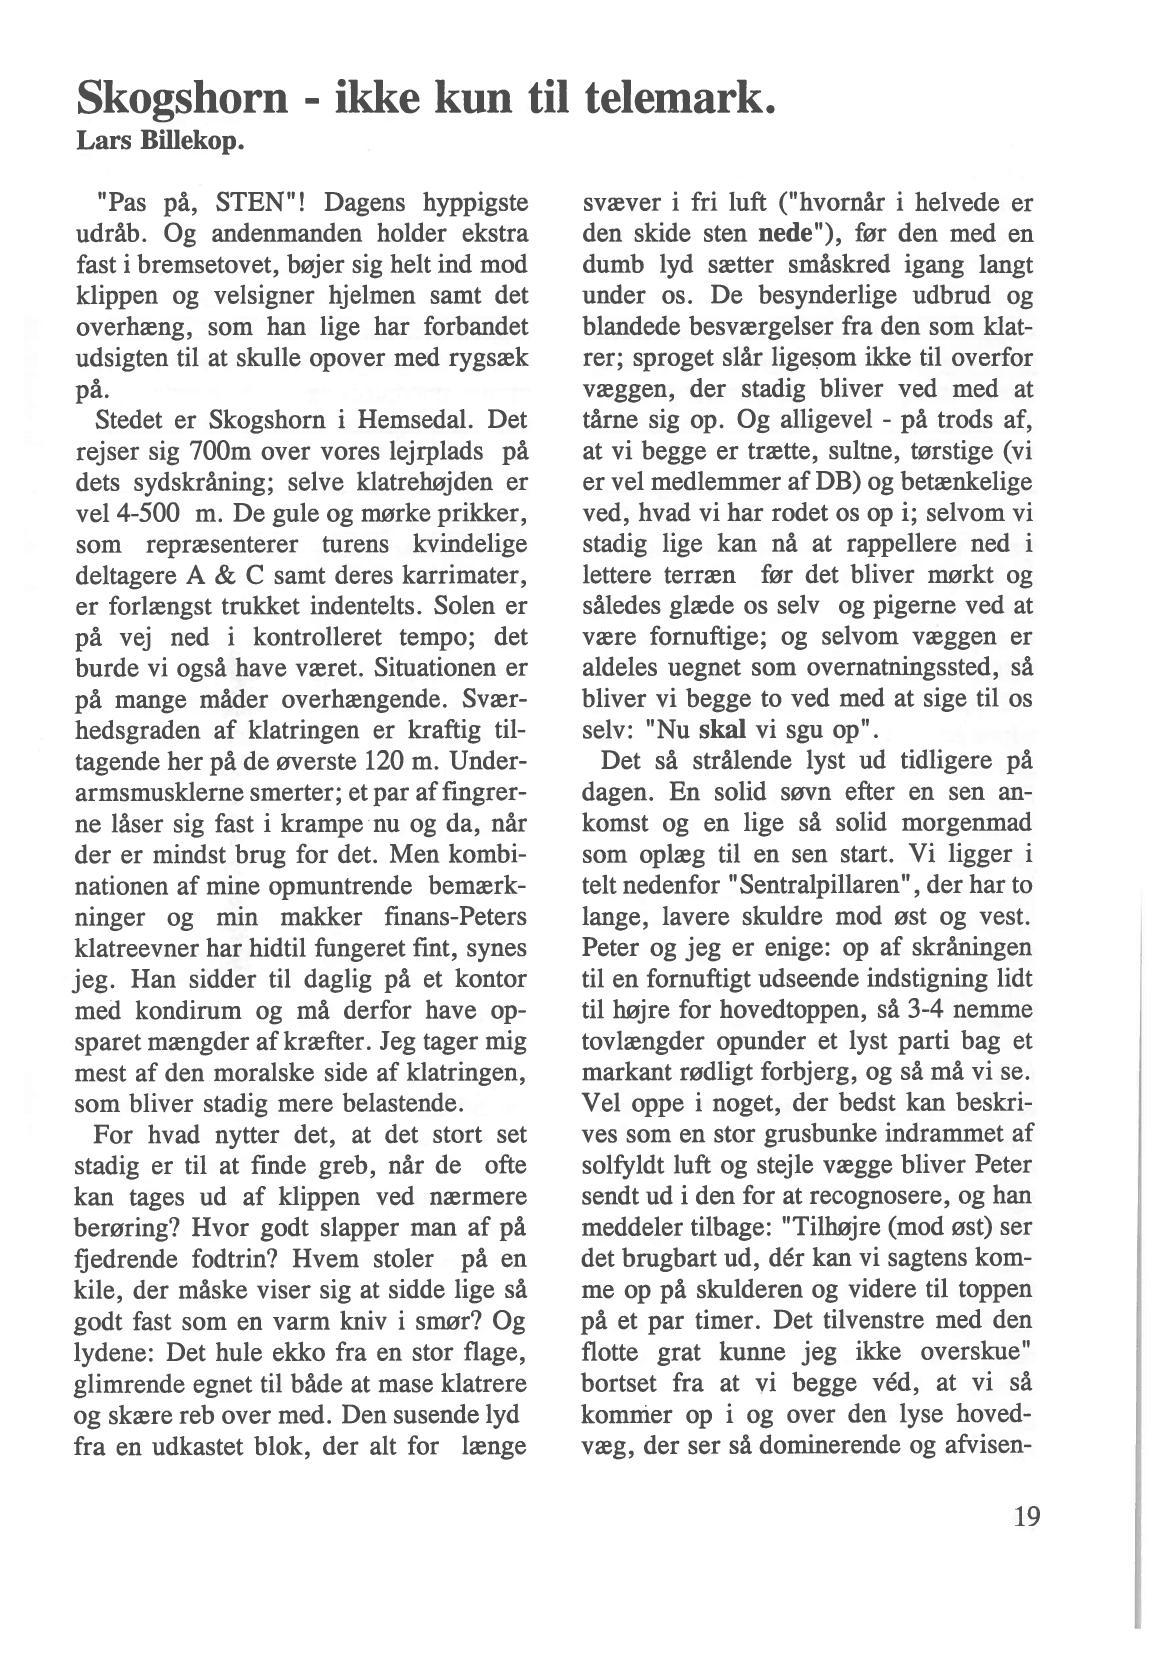 Skogshorn - ikke kun til telemark.
Lars Billekop.
"Pas på, STEN"! Dagens hyppigste
udråb. Og andenmanden holder ekstra
fast i bremsetovet, bøjer sig helt ind mod
klippen og velsigner hjelmen samt det
overhæng, som han lige har forbandet
udsigten til at skulle opover med rygsæk
på.
Stedet er Skogshorn i Hemsedal. Det
rejser sig 700m over vores lejrplads på
dets sydskråning; selve klatrehøjden er
vel 4-500 m. De gule og mørke prikker,
som repræsenterer turens kvindelige
deltagere A & C samt deres karrimater,
er forlængst trukket indentelts. Solen er
på vej ned i kontrolleret tempo; det
burde vi også have været. Situationen er
på mange måder overhængende. Svær-
hedsgraden af klatringen er kraftig til-
tagende her på de øverste 120 m. Under-
armsmusklerne smerter; et par af fingrer-
ne låser sig fast i krampe nu og da, når
der er mindst brug for det. Men kombi-
nationen af mine opmuntrende bemærk-
ninger og min makker finans-Peters
klatreevner har hidtil fungeret fint, synes
jeg. Han sidder til daglig på et kontor
med kondirum og må derfor have op-
sparet mængder af kræfter. Jeg tager mig
mest af den moralske side af klatringen,
som bliver stadig mere belastende.
For hvad nytter det, at det stort set
stadig er til at finde greb, når de ofte
kan tages ud af klippen ved nærmere
berøring? Hvor godt slapper man af på
fjedrende fodtrin? Hvem stoler på en
kile, der måske viser sig at sidde lige så
godt fast som en varm kniv i smør? Og
lydene: Det hule ekko fra en stor flage,
glimrende egnet til både at mase klatrere
og skære reb over med. Den susende lyd
fra en udkastet blok, der alt for længe
svæver i fri luft ("hvornår i helvede er
den skide sten nede"), før den med en
dumb lyd sætter småskred igang langt
under os. De besynderlige udbrud og
blandede besværgelser fra den som klat-
rer; sproget slår ligesom ikke til overfor
væggen, der stadig bliver ved med at
tårne sig op. Og alligevel - på trods af,
at vi begge er trætte, sultne, tørstige (vi
er vel medlemmer af DB) og betænkelige
ved, hvad vi har rodet os op i; selvom vi
stadig lige kan nå at rappellere ned i
lettere terræn før det bliver mørkt og
således glæde os selv og pigerne ved at
være fornuftige; og selvom væggen er
aldeles uegnet som overnatningssted, så
bliver vi begge to ved med at sige til os
selv: "Nu skal vi sgu op".
Det så strålende lyst ud tidligere på
dagen. En solid søvn efter en sen an-
komst og en lige så solid morgenmad
som oplæg til en sen start. Vi ligger i
telt nedenfor "Sentralpillaren", der har to
lange, lavere skuldre mod øst og vest.
Peter og jeg er enige: op af skråningen
til en fornuftigt udseende indstigning lidt
til højre for hovedtoppen, så 3-4 nemme
tovlængder opunder et lyst parti bag et
markant rødligt forbjerg, og så må vi se.
Vel oppe i noget, der bedst kan beskri-
ves som en stor grusbunke indrammet af
solfyldt luft og stejle vægge bliver Peter
sendt ud i den for at recognosere, og han
meddeler tilbage: "Tilhøjre (mod øst) ser
det brugbart ud, dér kan vi sagtens kom-
me op på skulderen og videre til toppen
på et par timer. Det tilvenstre med den
flotte grat kunne jeg ikke overskue"
bortset fra at vi begge véd, at vi så
kommer op i og over den lyse hoved-
væg, der ser så dominerende og afvisen-
19